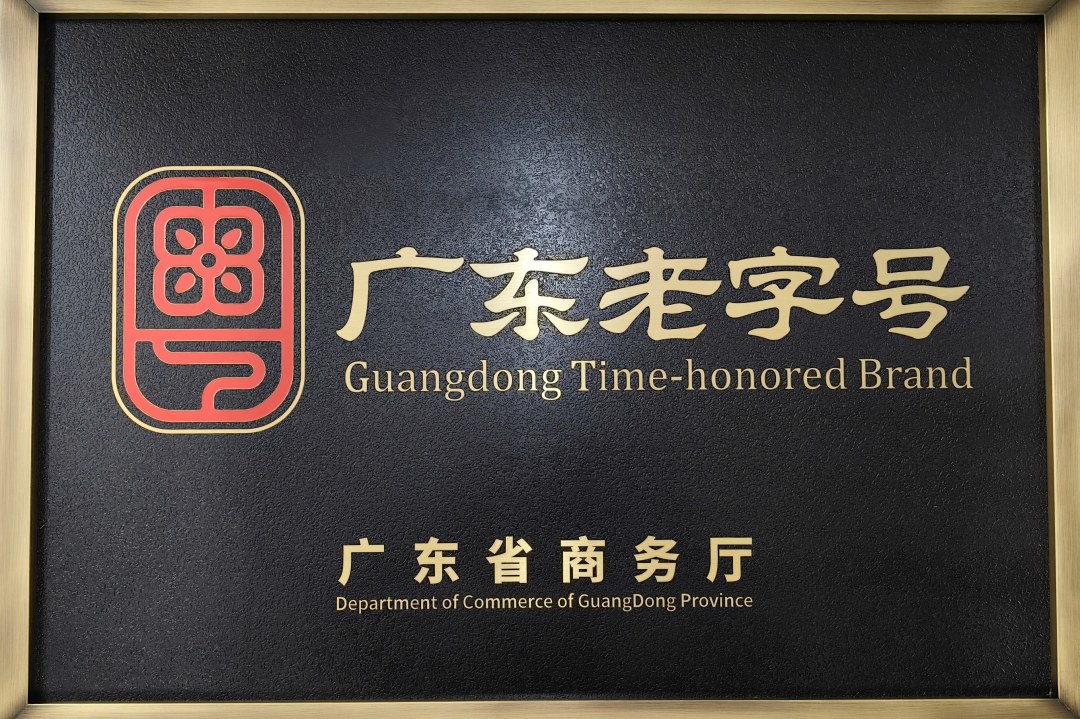 广东老字号
Guangdong Time-honored Brand
广东省商务厅
Department of Commerce of GuangDong Province